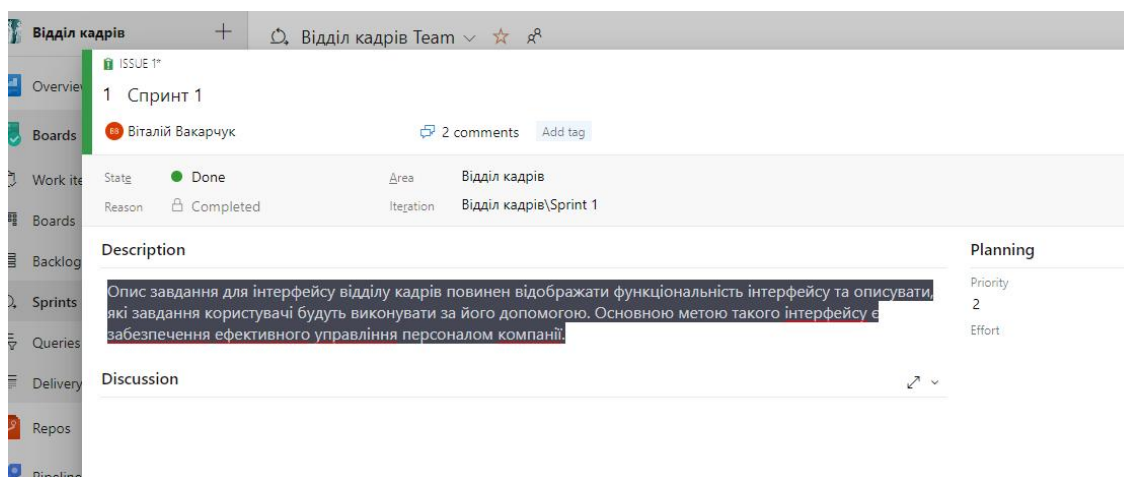 Відділ кадрів
Відділ кадрів Team
ISSUE 1*
Overvie
1 Спринт 1
Boards
ВВ Віталій Вакарчук 2 comments Add tag
Work ite
State Done Area Відділ кадрів
Reason Completed Iteration Відділ кадрів\Sprint 1
Boards
Description Planning
Backlog
Опис завдання для інтерфейсу відділу кадрів повинен відображати функціональність інтерфейсу та описувати,
Priority
Sprints
які завдання користувачі будуть виконувати за його допомогою. Основною метою такого інтерфейсу є
2
забезпечення ефективного управління персоналом компанії.
Effort
Queries
Delivery
Discussion
Repos
Pipeline